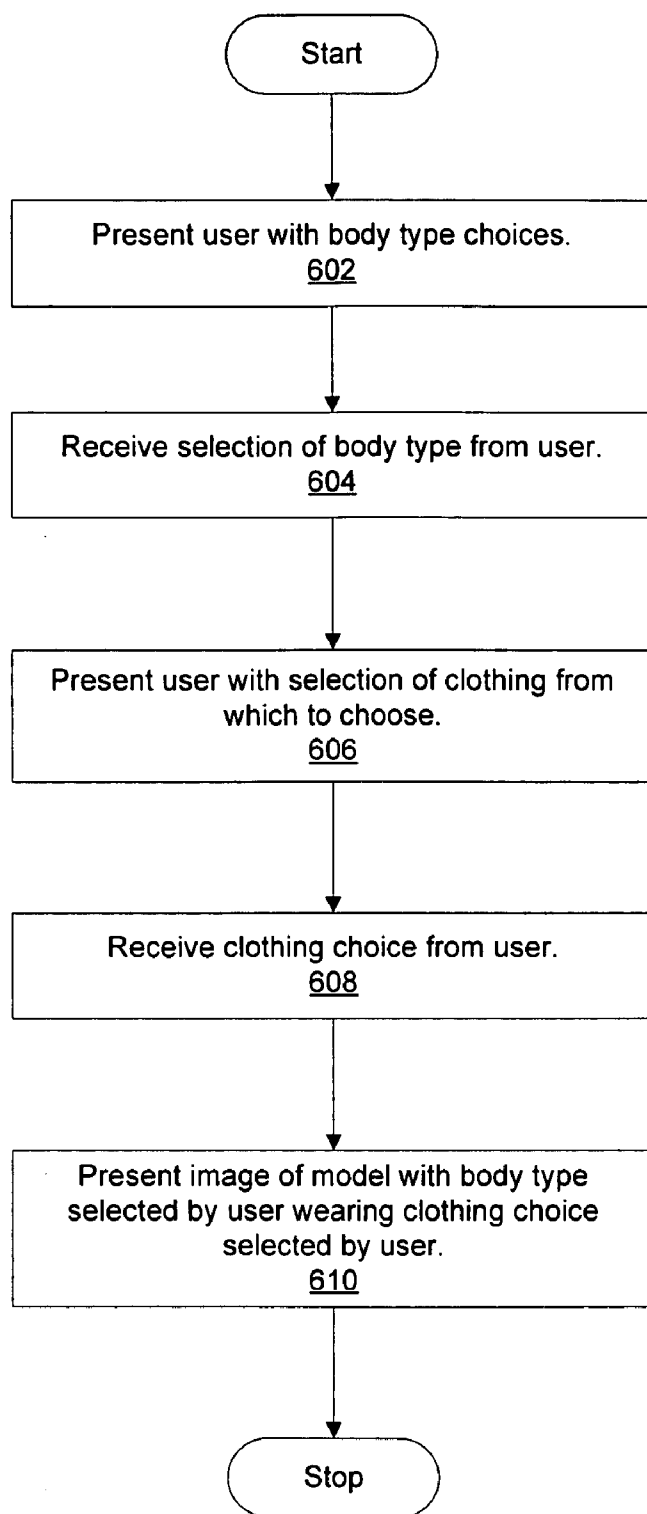 Start
Present user with body type choices.
602
Receive selection of body type from user.
604
Present user with selection of clothing from
which to choose.
606
Receive clothing choice from user.
608
Present image of model with body type
selected by user wearing clothing choice
selected by user.
610
Stop